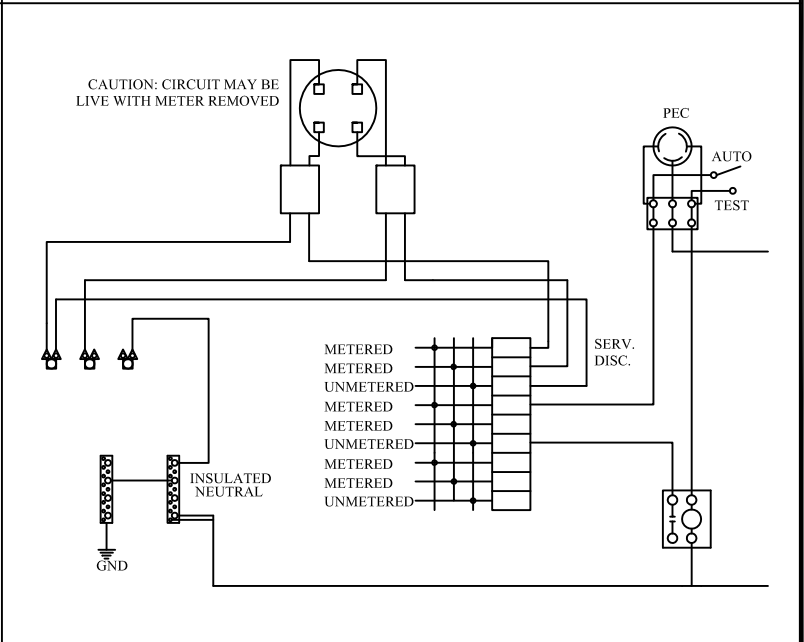 CAUTION: CIRCUIT MAY BE
LIVE WITH METER REMOVED
PEC
AUTO
TEST
SERV.
DISC.
METERED
METERED
UNMETERED
METERED
METERED
UNMETERED
METERED
METERED
UNMETERED
INSULATED
NEUTRAL
GND